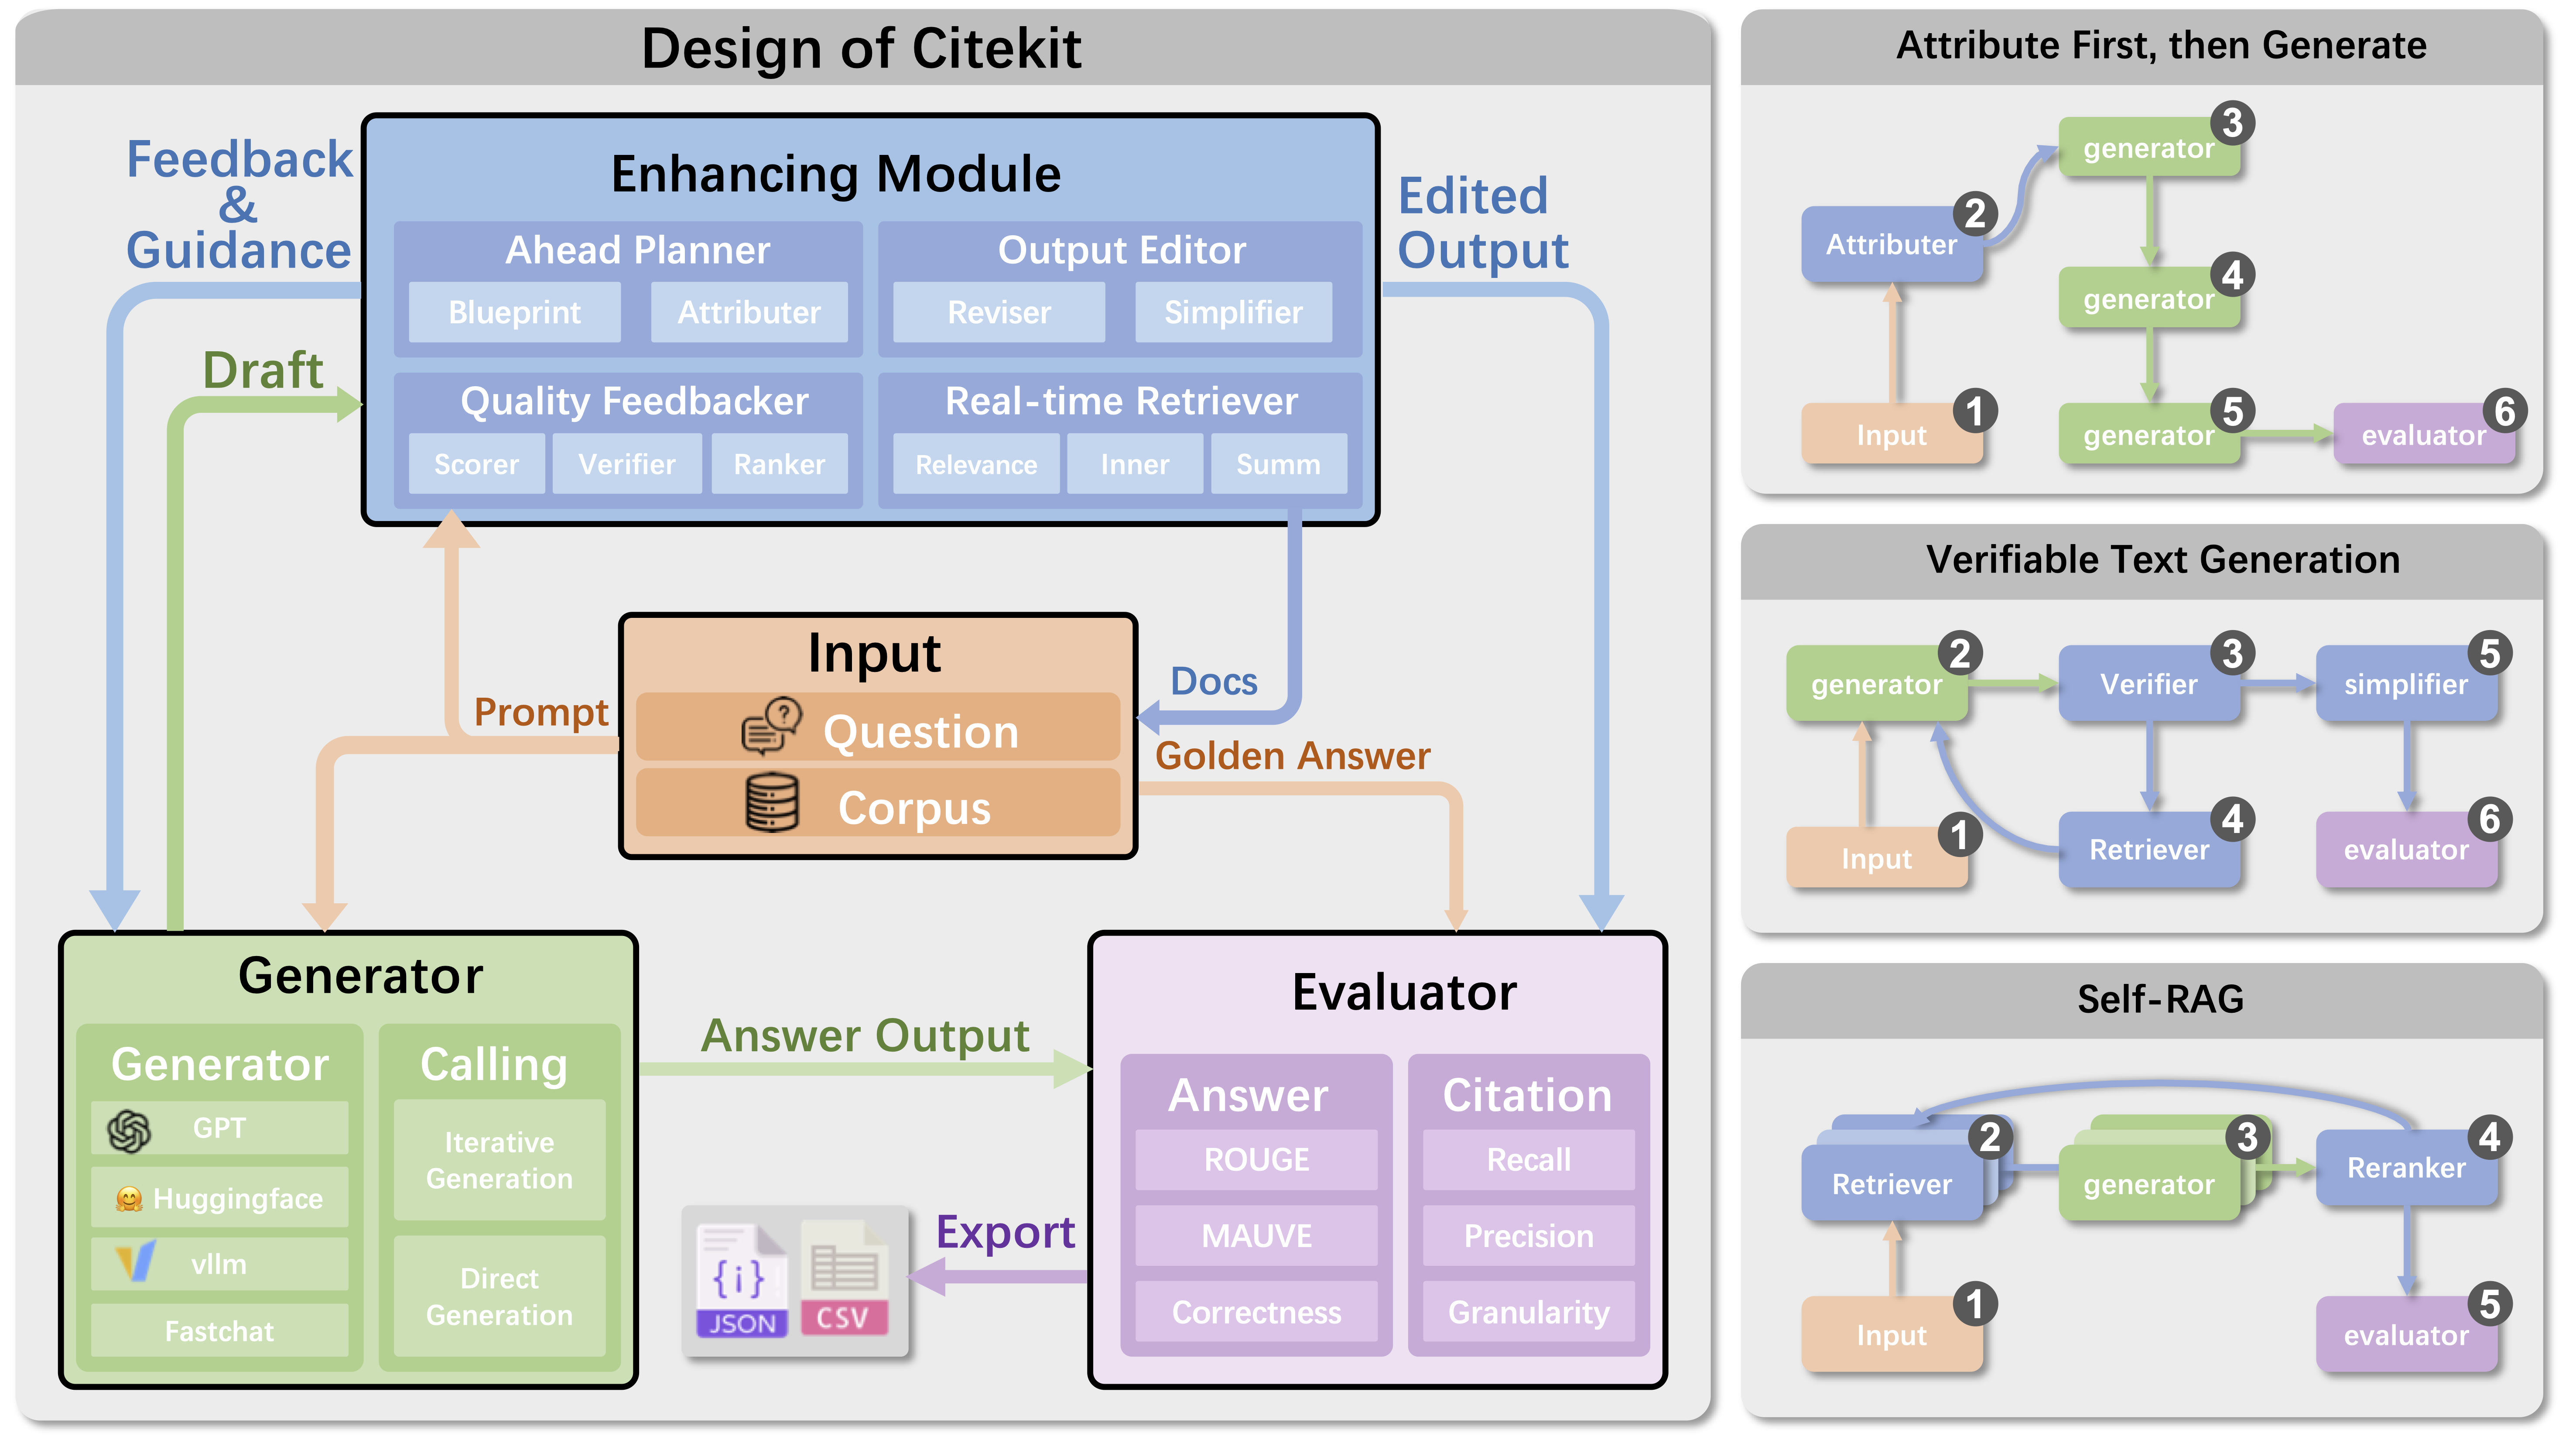 Design of Citekit
Feedback
&
Guidance
Draft
Enhancing Module
Ahead Planner
Blueprint
Attributer
Output Editor
Reviser
Simplifier
Quality Feedbacker
Scorer
Verifier
Ranker
Real-time Retriever
Relevance
Inner
Summ
Edited
Output
Input
Question
Corpus
Prompt
Docs
Golden Answer
Generator
Generator
GPT
Huggingface
vllm
Fastchat
Calling
Iterative
Generation
Direct
Generation
Answer Output
Export
{i}
JSON
CSV
Evaluator
Answer
ROUGE
MAUVE
Correctness
Citation
Recall
Precision
Granularity
Attribute First, then Generate
Input
1
Attributer
2
generator
3
generator
4
generator
5
evaluator
6
Verifiable Text Generation
Input
1
generator
2
Verifier
3
Retriever
4
simplifier
5
evaluator
6
Self-RAG
Input
1
Retriever
2
generator
3
Reranker
4
evaluator
5